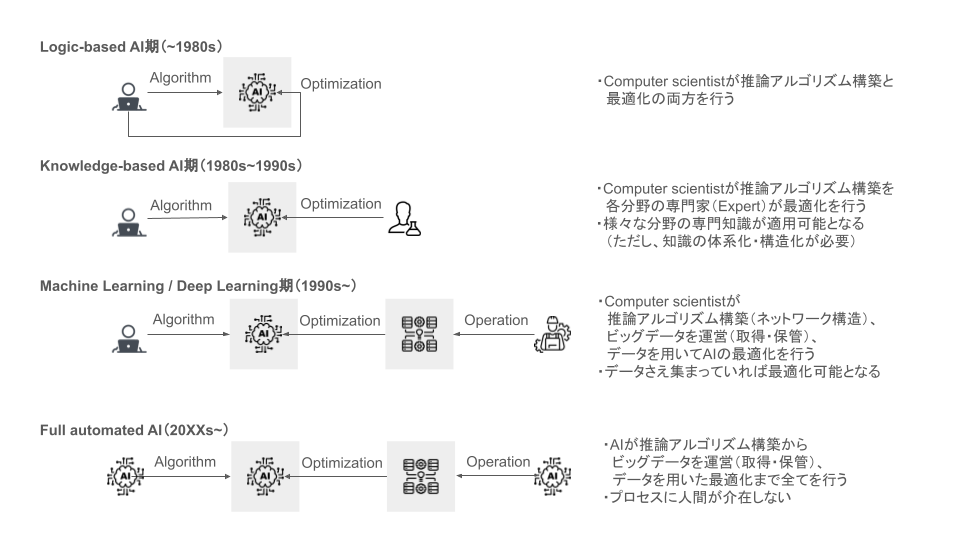 Logic-based AI期（~1980s）
Algorithm
AI
Optimization
・Computer scientistが推論アルゴリズム構築と
最適化の両方を行う
Knowledge-based AI期（1980s~1990s）
Algorithm
AI
Optimization
・Computer scientistが推論アルゴリズム構築を
各分野の専門家（Expert）が最適化を行う
・様々な分野の専門知識が適用可能となる
（ただし、知識の体系化・構造化が必要）
Machine Learning / Deep Learning期（1990s~）
Algorithm
AI
Optimization
Operation
・Computer scientistが
推論アルゴリズム構築（ネットワーク構造）、
ビッグデータを運営（取得・保管）、
データを用いてAIの最適化を行う
・データさえ集まっていれば最適化可能となる
Full automated AI（20XXs~）
AI
Algorithm
AI
Optimization
Operation
AI
・AIが推論アルゴリズム構築から
ビッグデータを運営（取得・保管）、
データを用いた最適化まで全てを行う
・プロセスに人間が介在しない